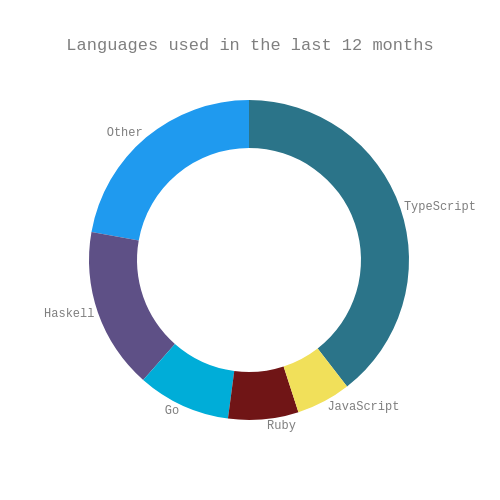 Languages used in the last 12 months
Other
TypeScript
Haskell
JavaScript
Go
Ruby